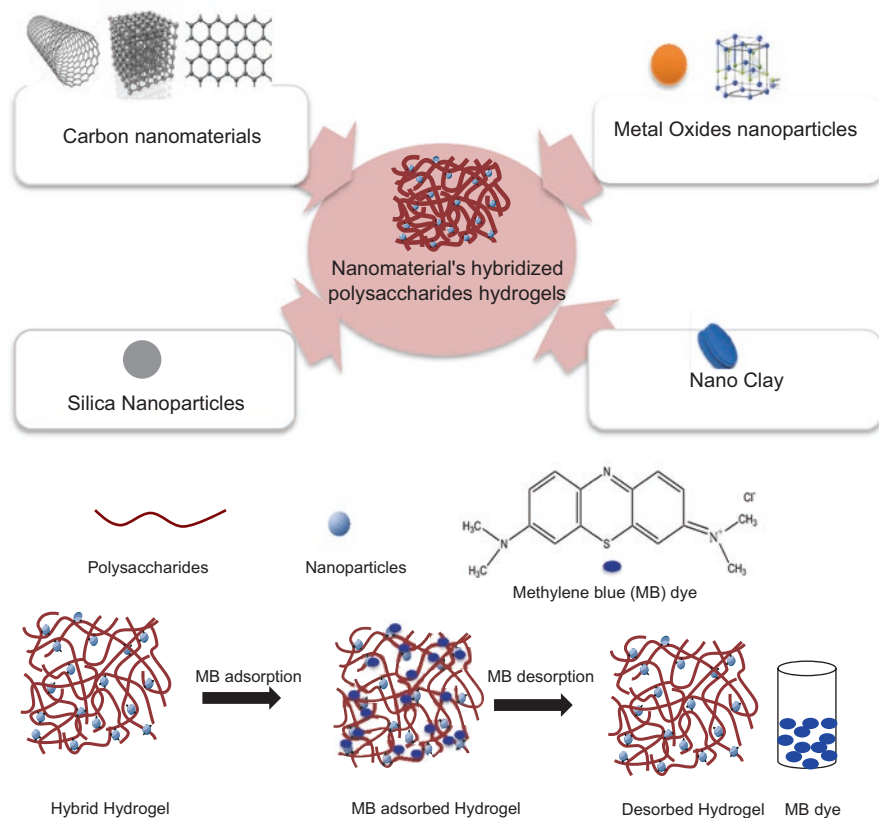 Carbon nanomaterials
Metal Oxides nanoparticles
Nanomaterial's hybridized
polysaccharides hydrogels
Silica Nanoparticles
Nano Clay
N
Cl⁻
H₃C
N
CH₃
S
N⁺
CH₃
CH₃
Polysaccharides
Nanoparticles
Methylene blue (MB) dye
MB adsorption
MB desorption
Hybrid Hydrogel
MB adsorbed Hydrogel
Desorbed Hydrogel
MB dye